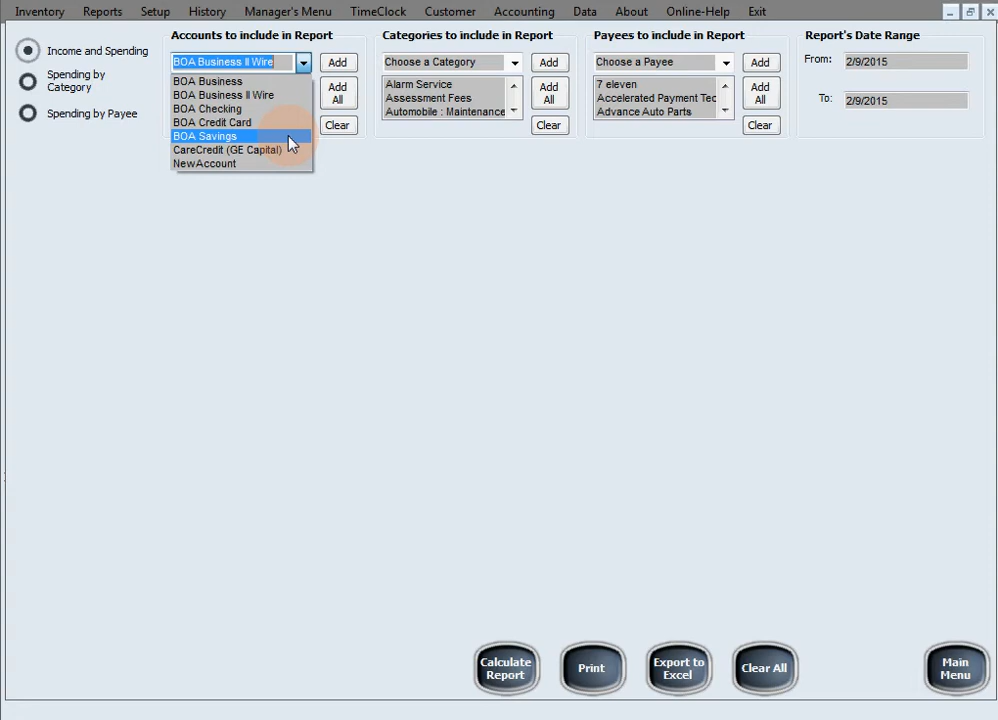 Inventory Reports Setup History Manager's Menu TimeClock Customer Accounting Data About Online-Help Exit
Income and Spending
Spending by
Category
Spending by Payee
Accounts to include in Report
BOA Business II Wire
Add
BOA Business
BOA Business II Wire
BOA Checking
BOA Credit Card
BOA Savings
CareCredit (GE Capital)
NewAccount
Add
All
Clear
Categories to include in Report
Choose a Category
Add
Alarm Service
Assessment Fees
Automobile : Maintenance
Add
All
Clear
Payees to include in Report
Choose a Payee
Add
7 eleven
Accelerated Payment Tec
Advance Auto Parts
Add
All
Clear
Report's Date Range
From: 2/9/2015
To: 2/9/2015
Calculate
Report
Print
Export to
Excel
Clear All
Main
Menu